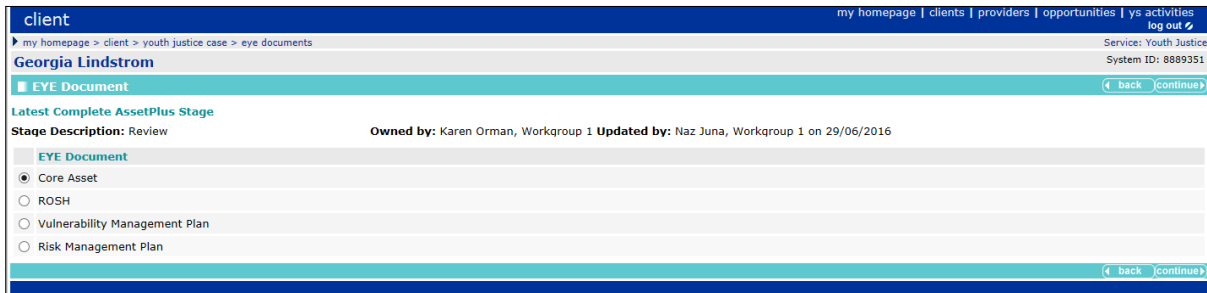 client
my homepage | clients | providers | opportunities | ys activities
log out
my homepage > client > youth justice case > eye documents
Service: Youth Justice
Georgia Lindstrom
System ID: 8889351
EYE Document
back continue
Latest Complete AssetPlus Stage
Stage Description: Review Owned by: Karen Orman, Workgroup 1 Updated by: Naz Juna, Workgroup 1 on 29/06/2016
EYE Document
Core Asset
ROSH
Vulnerability Management Plan
Risk Management Plan
back continue